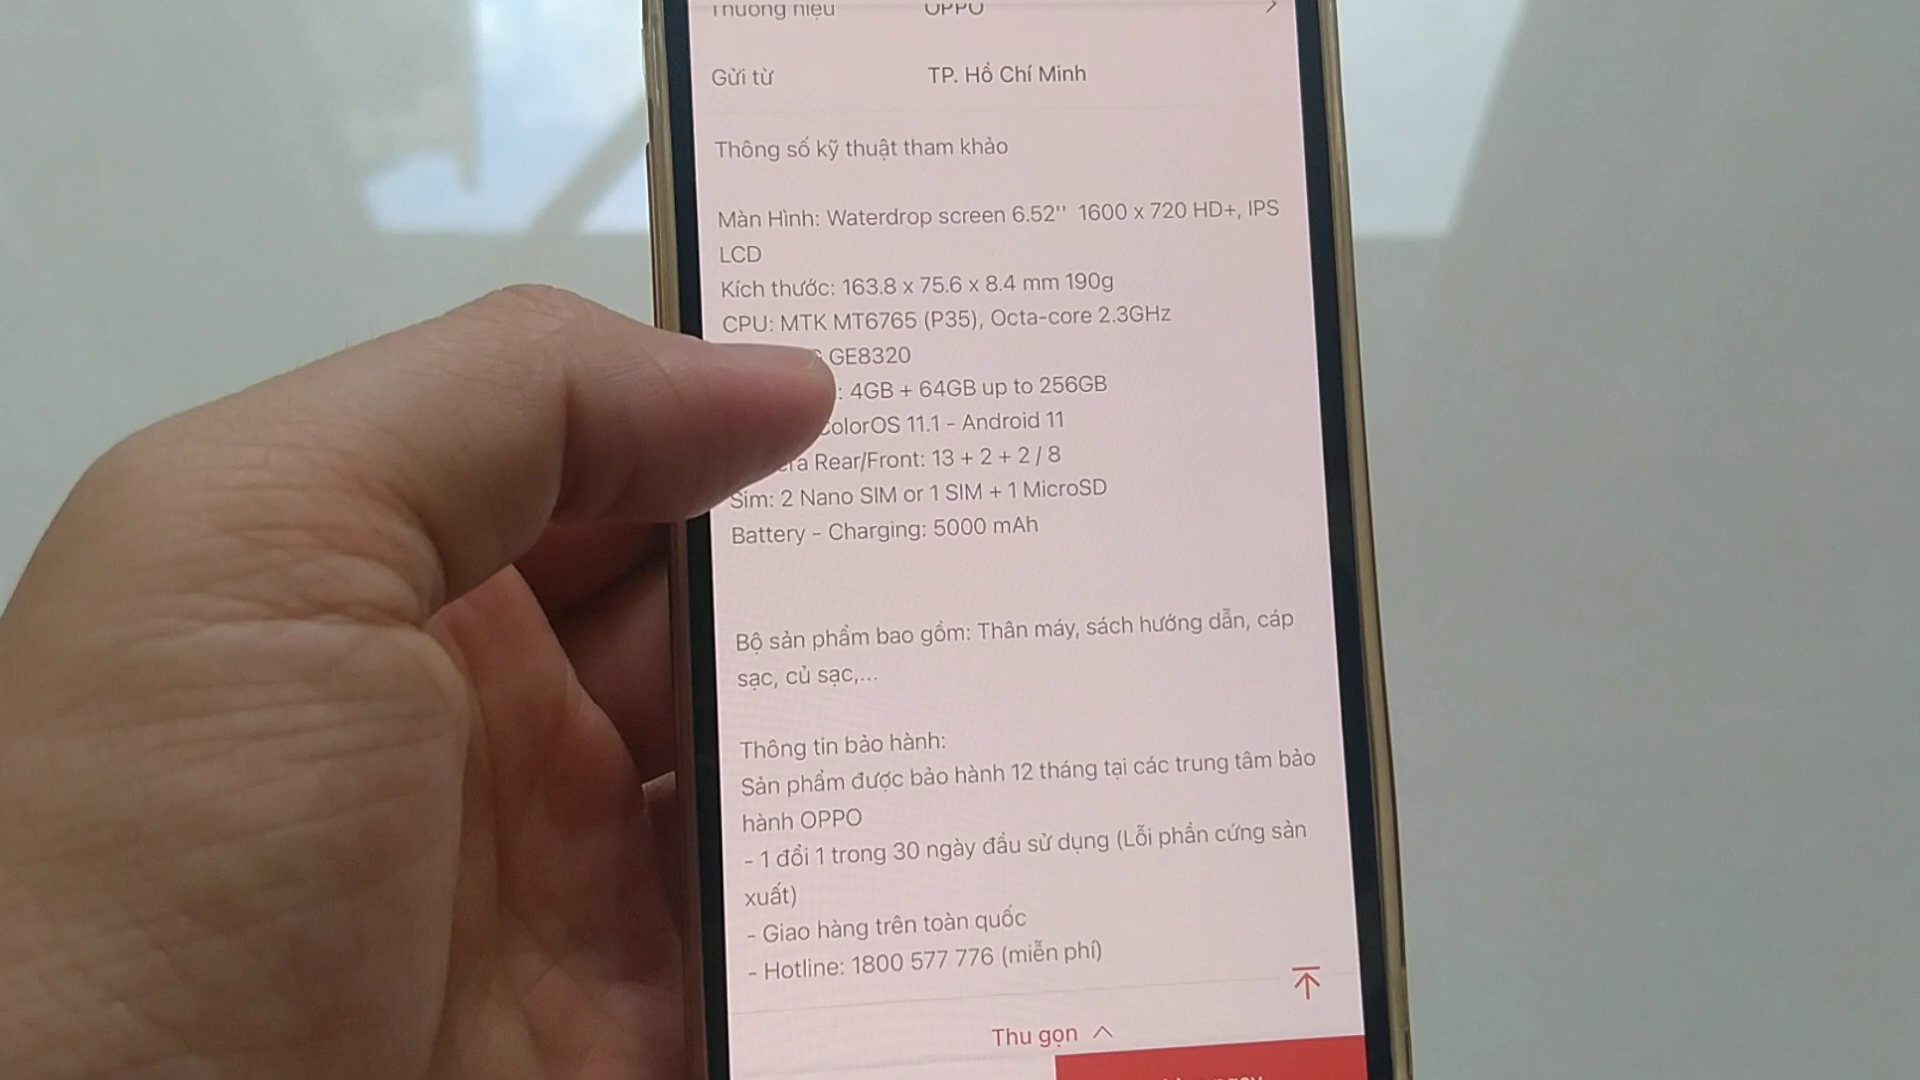 Thương hiệu OPPO
Gửi từ TP. Hồ Chí Minh
Thông số kỹ thuật tham khảo
Màn Hình: Waterdrop screen 6.52'' 1600 x 720 HD+, IPS
LCD
Kích thước: 163.8 x 75.6 x 8.4 mm 190g
CPU: MTK MT6765 (P35), Octa-core 2.3GHz
GE8320
: 4GB + 64GB up to 256GB
ColorOS 11.1 - Android 11
Rear/Front: 13 + 2 + 2 / 8
Sim: 2 Nano SIM or 1 SIM + 1 MicroSD
Battery - Charging: 5000 mAh
Bộ sản phẩm bao gồm: Thân máy, sách hướng dẫn, cáp
sạc, củ sạc,...
Thông tin bảo hành:
Sản phẩm được bảo hành 12 tháng tại các trung tâm bảo
hành OPPO
- 1 đổi 1 trong 30 ngày đầu sử dụng (Lỗi phần cứng sản
xuất)
- Giao hàng trên toàn quốc
- Hotline: 1800 577 776 (miễn phí)
Thu gọn